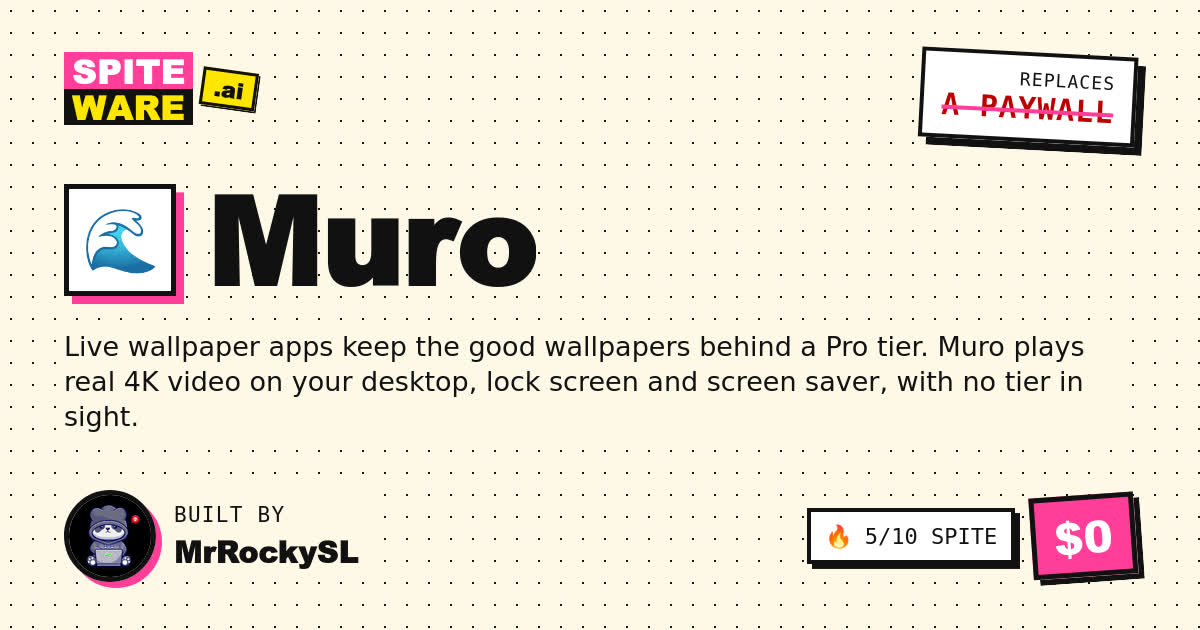 SPITE
WARE
.ai
REPLACES
A PAYWALL
Muro
Live wallpaper apps keep the good wallpapers behind a Pro tier. Muro plays
real 4K video on your desktop, lock screen and screen saver, with no tier in
sight.
BUILT BY
MrRockySL
🔥 5/10 SPITE
$0